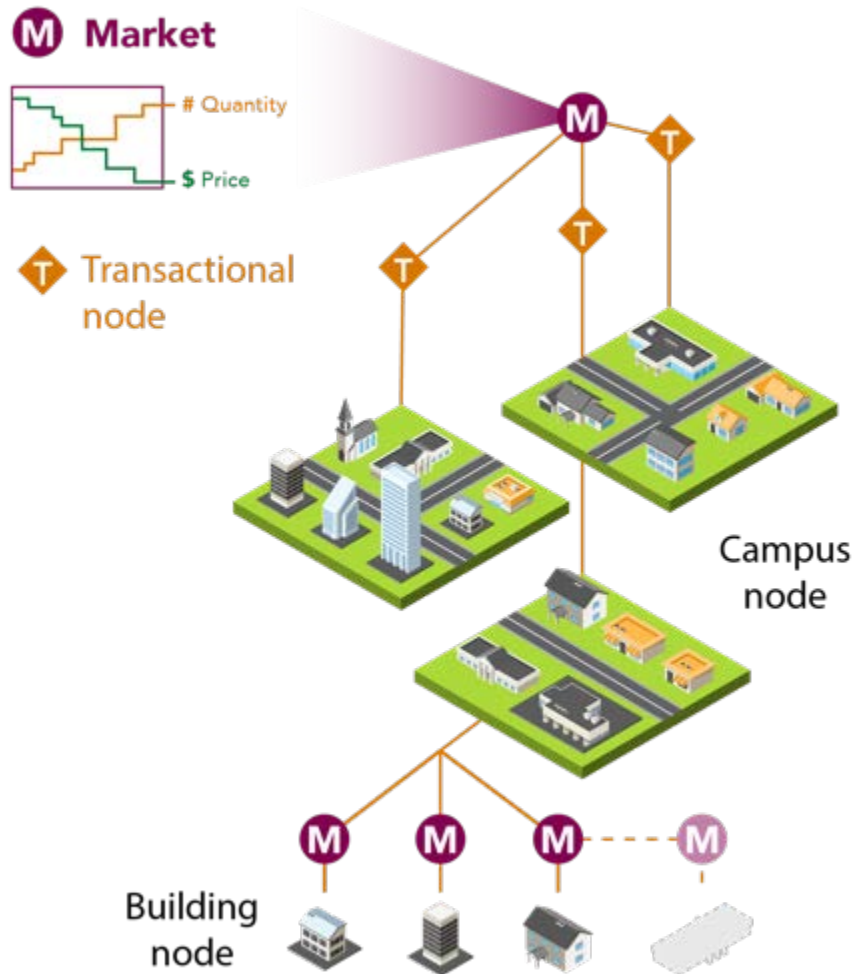 M Market
# Quantity
$ Price
M
T
T
T
T Transactional
node
Campus
node
M
M
M
M
Building
node